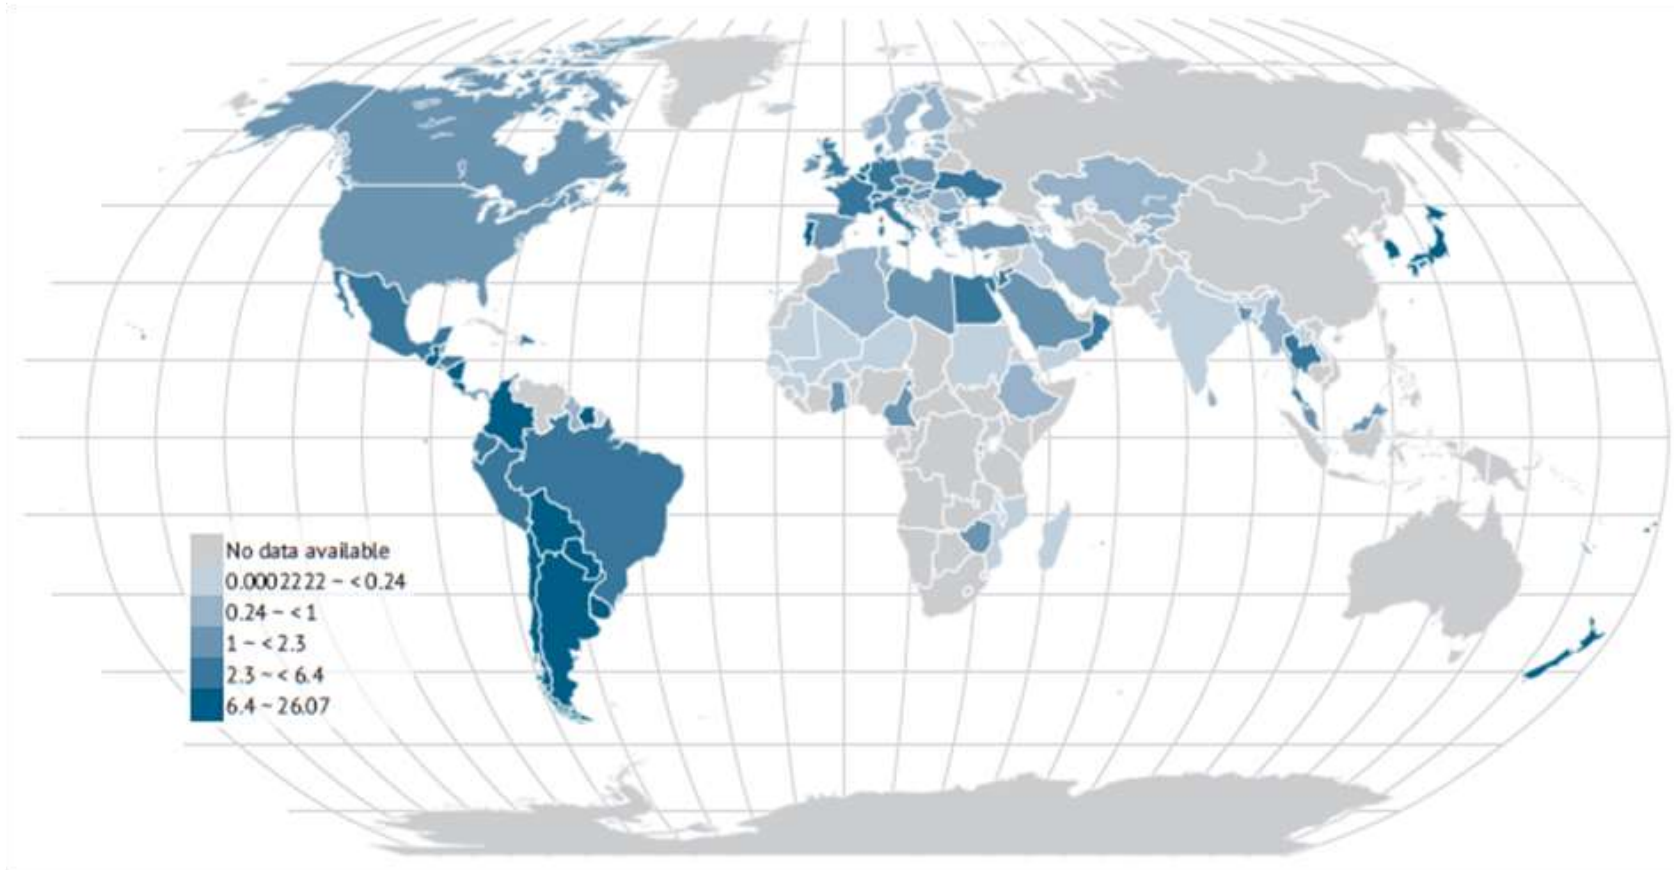 No data available
0.0002222 – < 0.24
0.24 – < 1
1 – < 2.3
2.3 – < 6.4
6.4 – 26.07